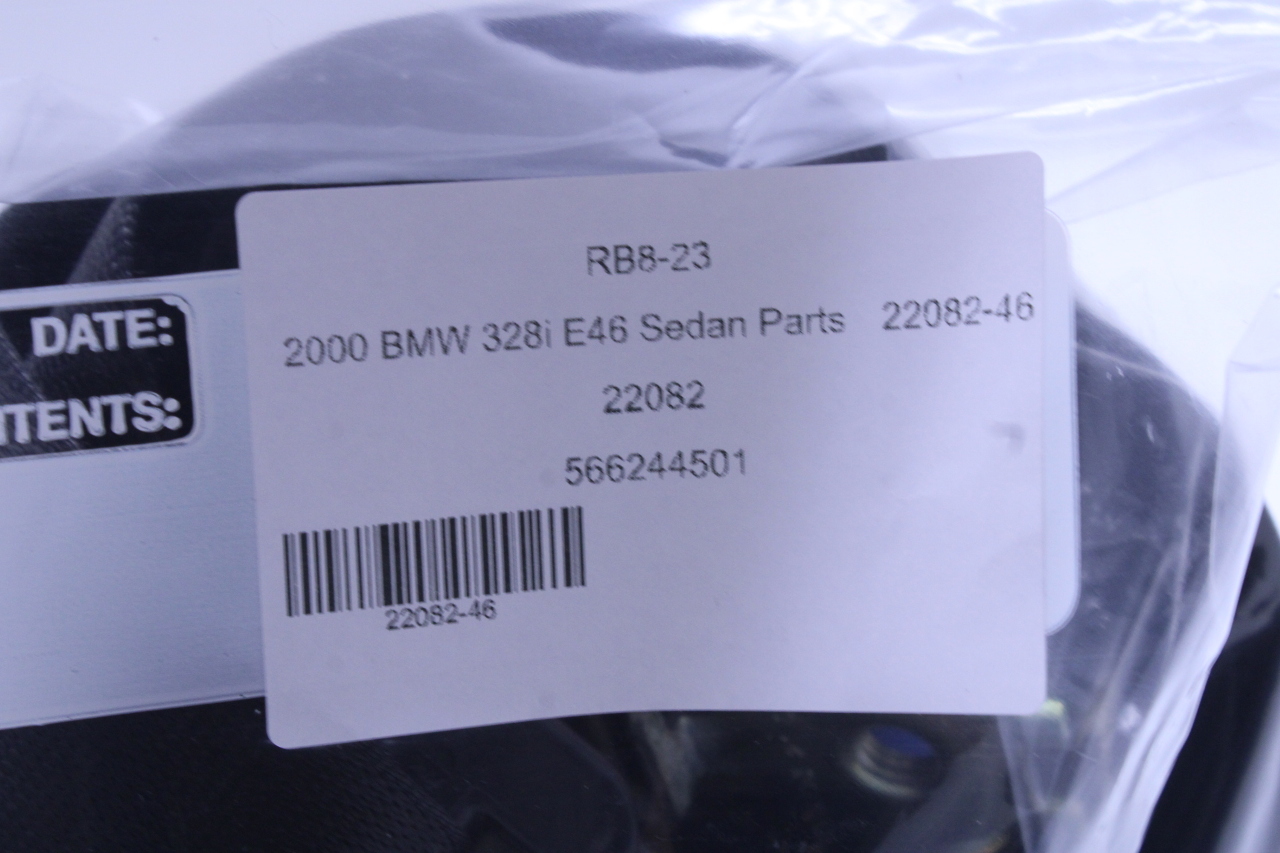 RB8-23
2000 BMW 328i E46 Sedan Parts 22082-46
22082
566244501
22082-46
DATE:
NTENTS: